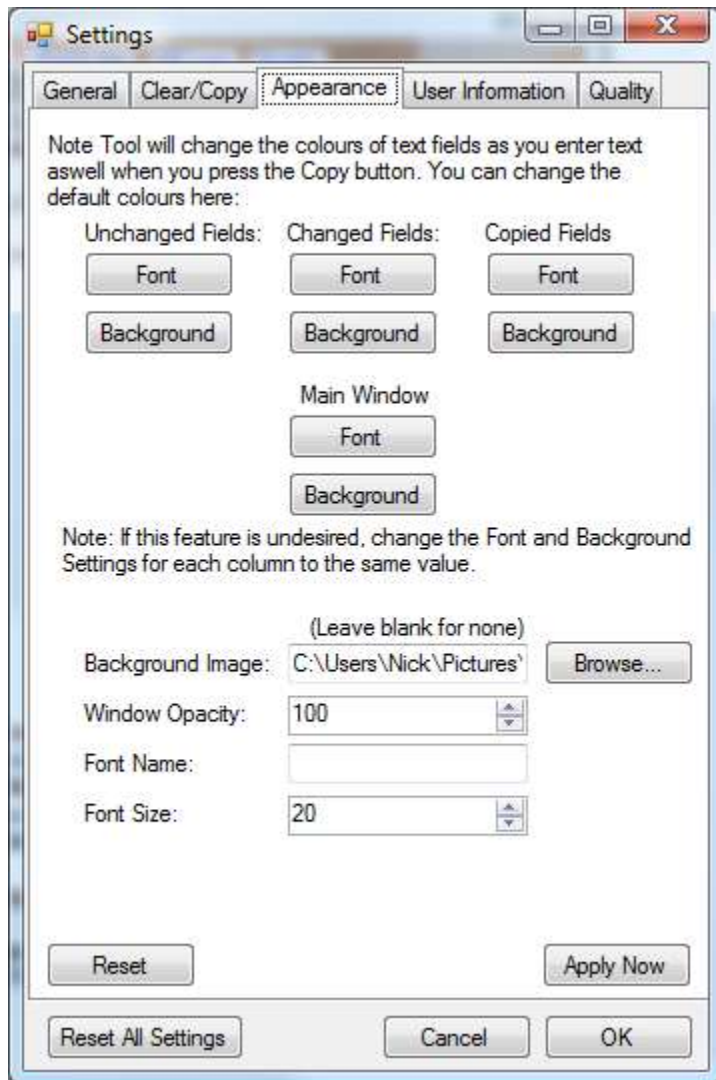 Settings
General Clear/Copy Appearance User Information Quality
Note Tool will change the colours of text fields as you enter text
aswell when you press the Copy button. You can change the
default colours here:
Unchanged Fields: Changed Fields: Copied Fields
Font Font Font
Background Background Background
Main Window
Font
Background
Note: If this feature is undesired, change the Font and Background
Settings for each column to the same value.
(Leave blank for none)
Background Image: C:\Users\Nick\Pictures\ Browse...
Window Opacity: 100
Font Name:
Font Size: 20
Reset Apply Now
Reset All Settings Cancel OK